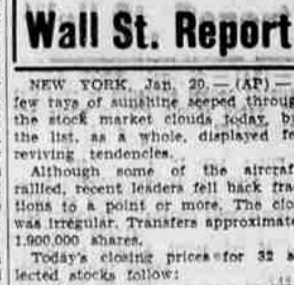 Wall St. Report
NEW YORK, Jan. 20.—(AP)—
few rays of sunshine seeped throug
the stock market clouds today, b
the list, as a whole, displayed fe
reviving tendencies.
Although some of the aircraf
rallied, recent leaders fell back fra
tions to a point or more. The clo
was irregular. Transfers approximate
1,900,000 shares.
Today's closing prices for 32 s
lected stocks follow: